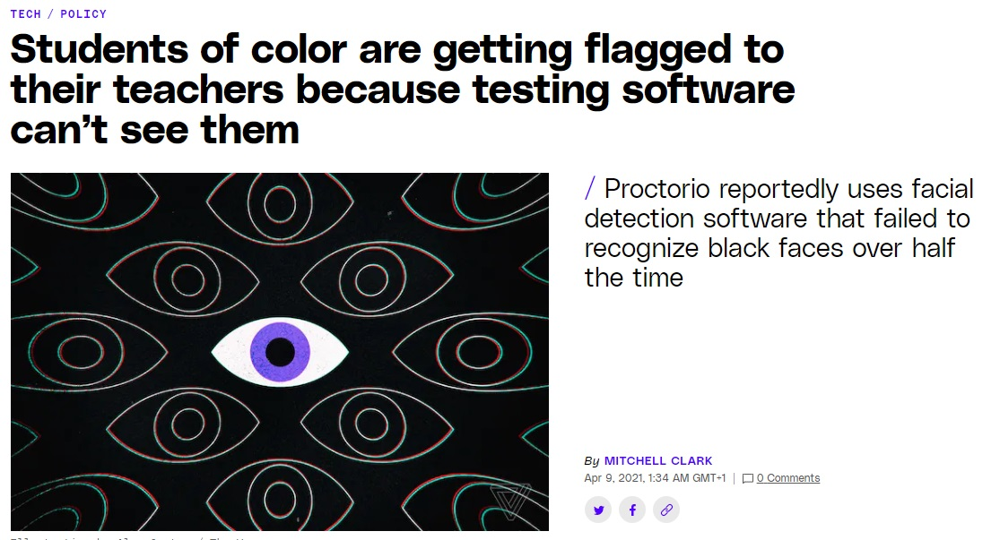 TECH / POLICY
Students of color are getting flagged to
their teachers because testing software
can’t see them
/ Proctorio reportedly uses facial
detection software that failed to
recognize black faces over half
the time
By MITCHELL CLARK
Apr 9, 2021, 1:34 AM GMT+1 | 0 Comments